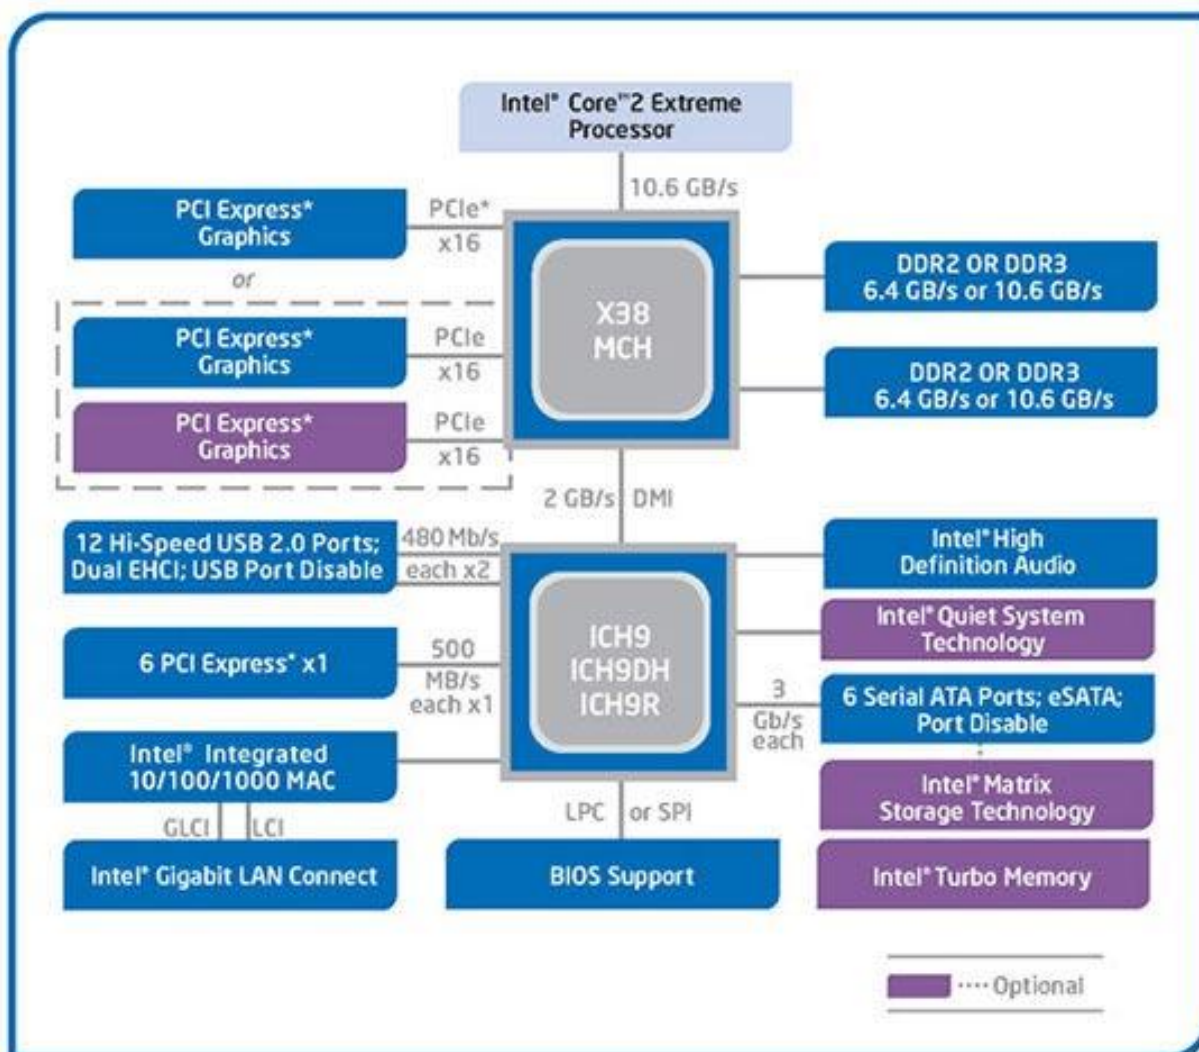 Intel® Core™2 Extreme
Processor
10.6 GB/s
PCI Express*
Graphics
PCIe*
x16
or
PCI Express*
Graphics
PCIe
x16
PCI Express*
Graphics
PCIe
x16
X38
MCH
DDR2 OR DDR3
6.4 GB/s or 10.6 GB/s
DDR2 OR DDR3
6.4 GB/s or 10.6 GB/s
2 GB/s DMI
12 Hi-Speed USB 2.0 Ports;
Dual EHCI; USB Port Disable
480 Mb/s
each x2
6 PCI Express* x1
500
MB/s
each x1
Intel® Integrated
10/100/1000 MAC
GLCI LCI
Intel® Gigabit LAN Connect
ICH9
ICH9DH
ICH9R
LPC or SPI
BIOS Support
Intel® High
Definition Audio
Intel® Quiet System
Technology
3
Gb/s
each
6 Serial ATA Ports; eSATA;
Port Disable
Intel® Matrix
Storage Technology
Intel® Turbo Memory
Optional